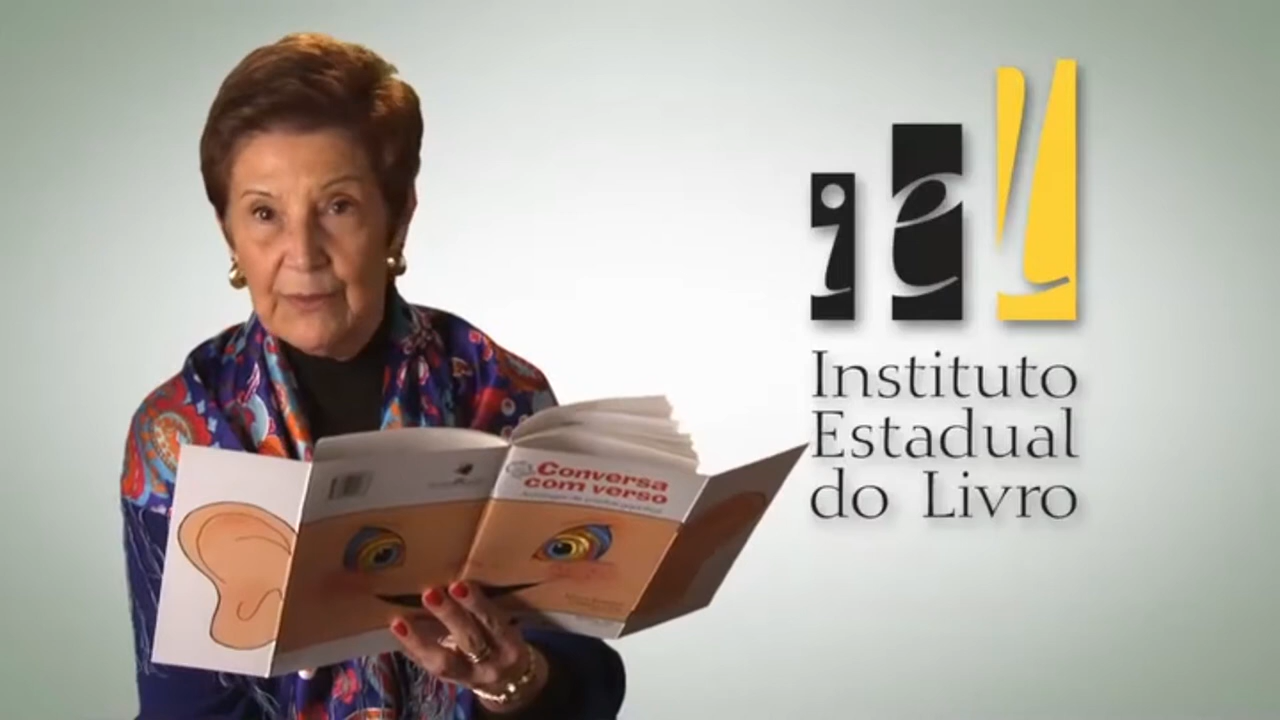 Conversa
com verso
iel
Instituto
Estadual
do Livro